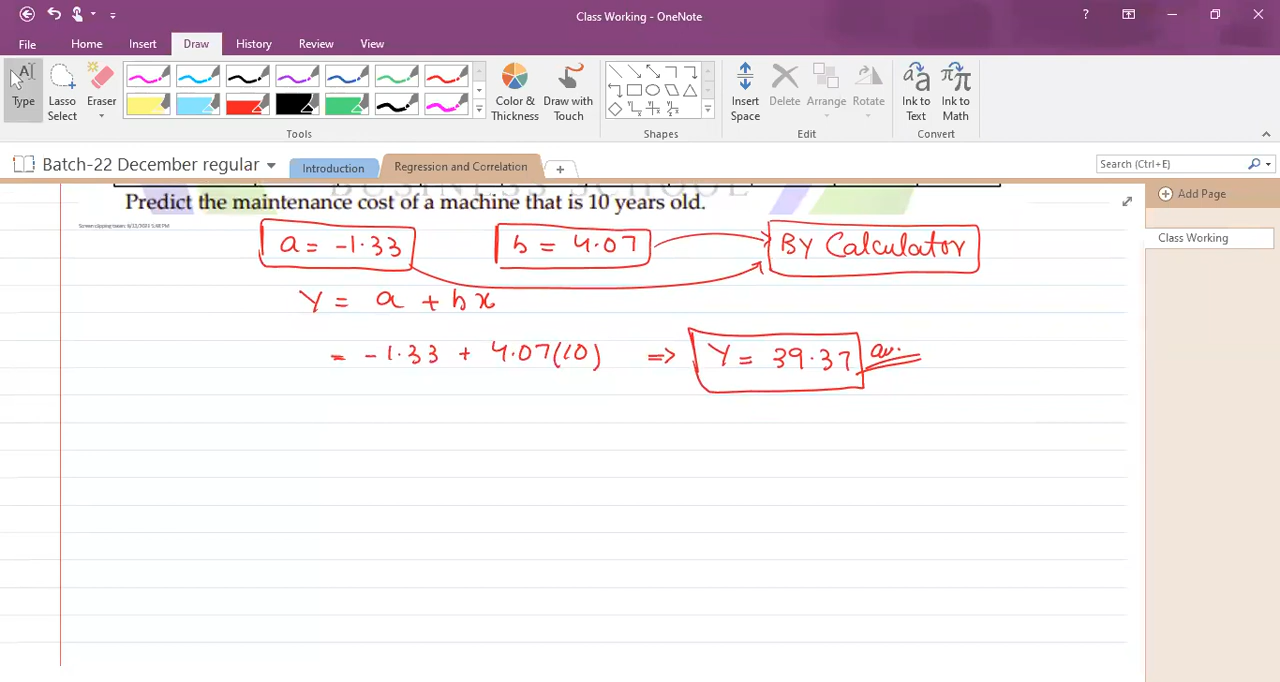 Class Working - OneNote
File Home Insert Draw History Review View
Type
Lasso Select
Eraser
Color & Thickness
Draw with Touch
Insert Space
Delete
Arrange
Rotate
Ink to Text
Ink to Math
Tools
Shapes
Edit
Convert
Batch-22 December regular
Introduction
Regression and Correlation
Search (Ctrl+E)
Add Page
Class Working
BUSINESS SCHOOL
Predict the maintenance cost of a machine that is 10 years old.
a = -1.33 b = 4.07 By Calculator
Y = a + bx
= -1.33 + 4.07(10) => Y = 39.37